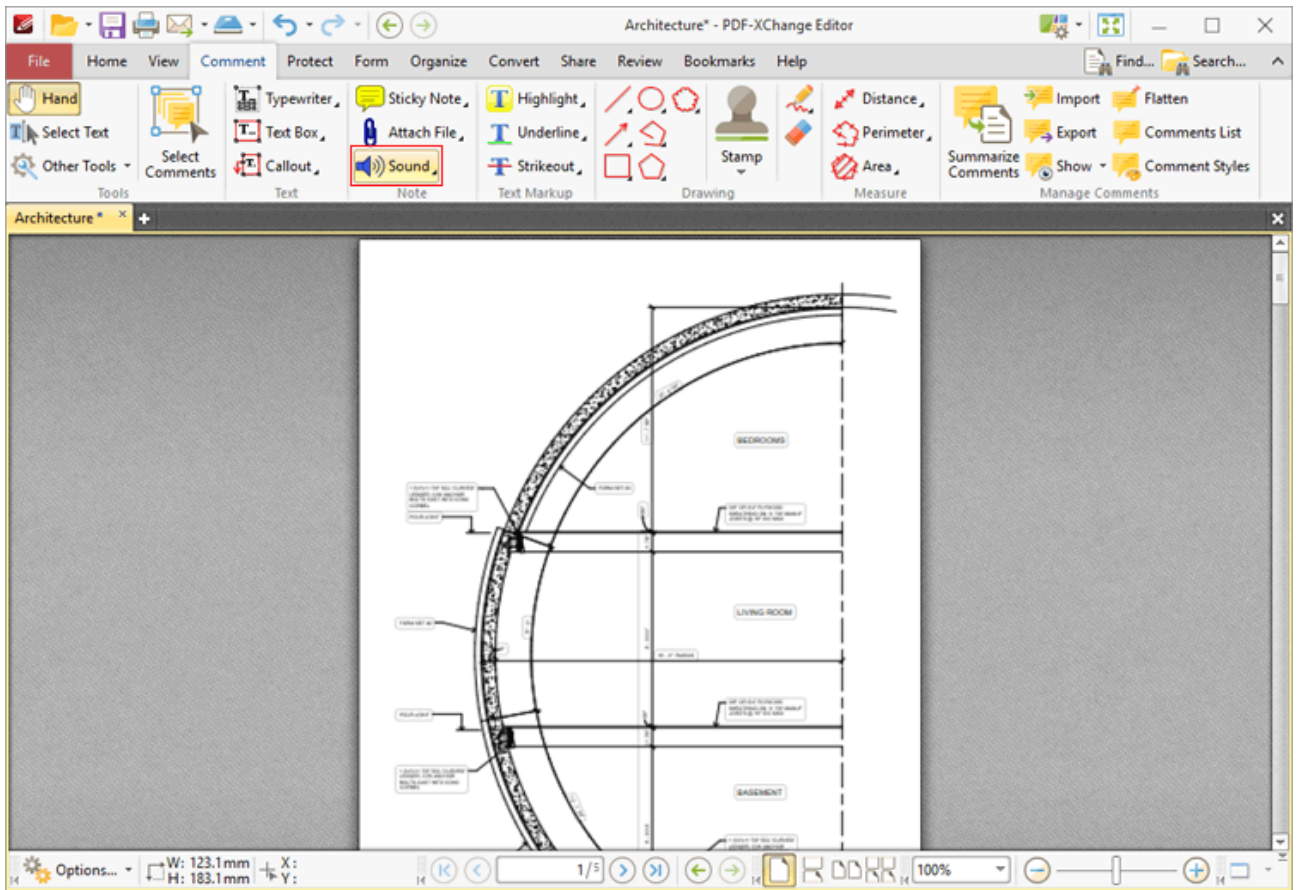 Architecture* - PDF-XChange Editor
File Home View Comment Protect Form Organize Convert Share Review Bookmarks Help Find... Search...
Hand
Select Text
Other Tools
Select
Comments
Tools
Typewriter
Text Box
Callout
Text
Sticky Note
Attach File
Sound
Note
Highlight
Underline
Strikeout
Text Markup
Stamp
Drawing
Distance
Perimeter
Area
Measure
Summarize
Comments
Import
Export
Show
Flatten
Comments List
Comment Styles
Manage Comments
Architecture *
BEDROOMS
LIVING ROOM
BASEMENT
Options... W: 123.1mm X:
H: 183.1mm Y:
1/5
100%